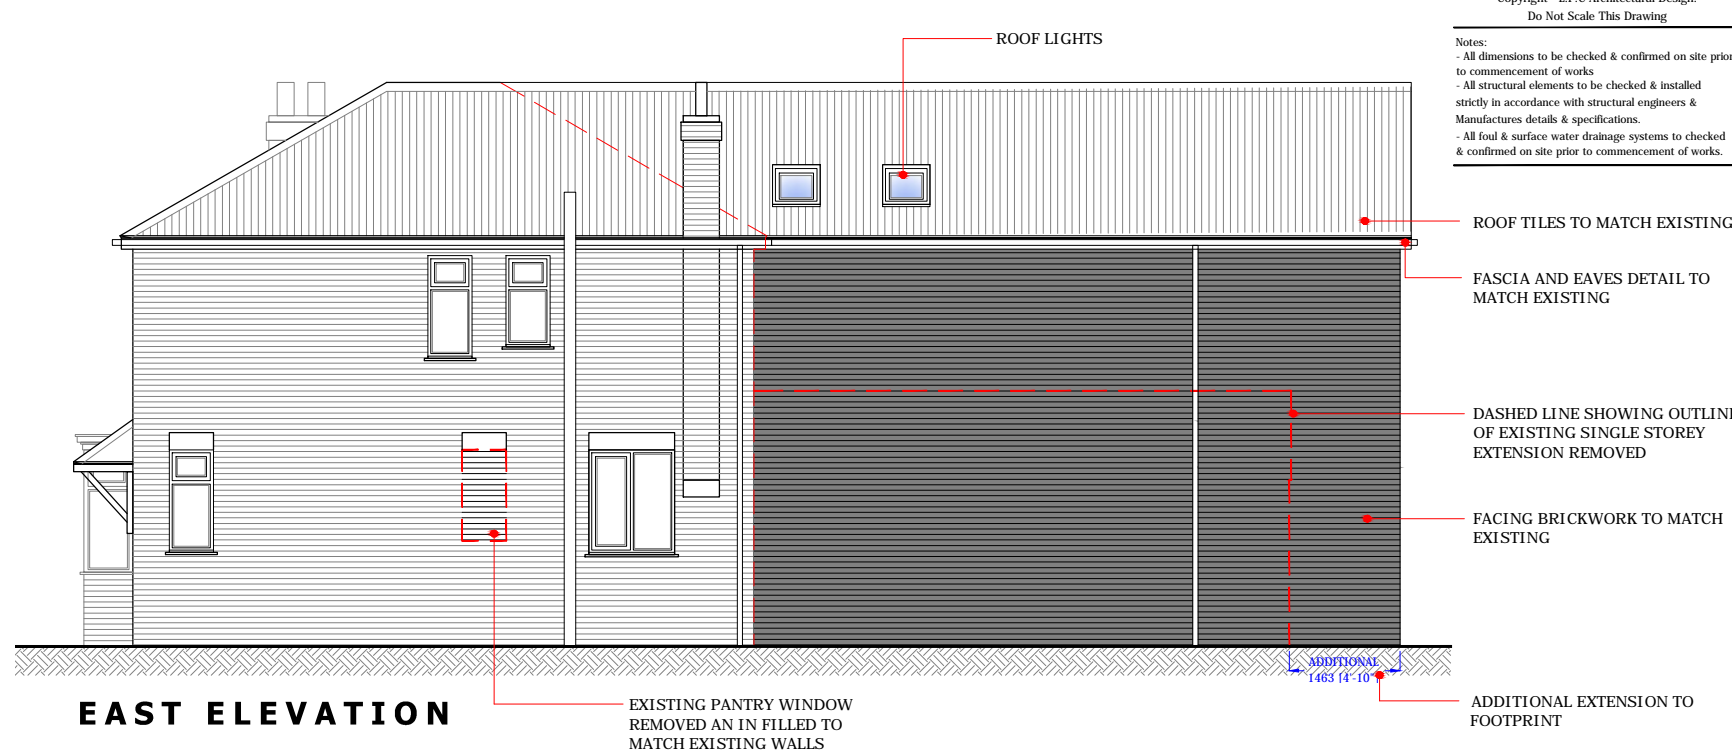 Do Not Scale This Drawing
Notes:
- All dimensions to be checked & confirmed on site prior
to commencement of works
- All structural elements to be checked & installed
strictly in accordance with structural engineers &
Manufactures details & specifications.
- All foul & surface water drainage systems to checked
& confirmed on site prior to commencement of works.
ROOF LIGHTS
ROOF TILES TO MATCH EXISTING
FASCIA AND EAVES DETAIL TO
MATCH EXISTING
DASHED LINE SHOWING OUTLINE
OF EXISTING SINGLE STOREY
EXTENSION REMOVED
FACING BRICKWORK TO MATCH
EXISTING
ADDITIONAL
1463 [4'-10"]
ADDITIONAL EXTENSION TO
FOOTPRINT
EXISTING PANTRY WINDOW
REMOVED AN IN FILLED TO
MATCH EXISTING WALLS
EAST ELEVATION